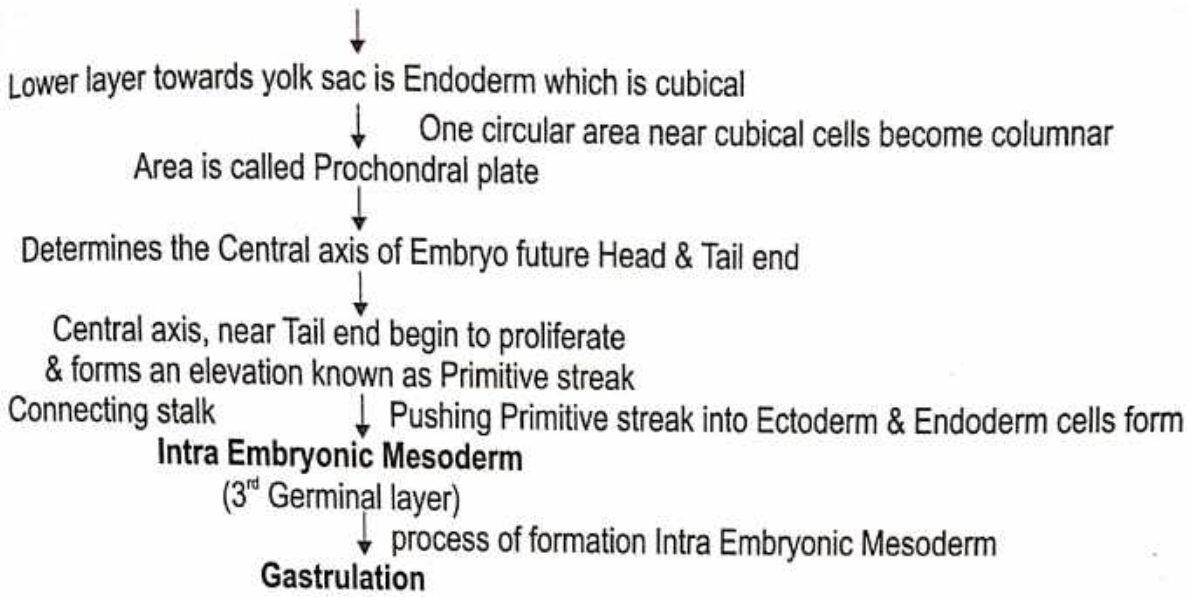 Lower layer towards yolk sac is Endoderm which is cubical
One circular area near cubical cells become columnar
Area is called Prochondral plate
Determines the Central axis of Embryo future Head & Tail end
Central axis, near Tail end begin to proliferate
& forms an elevation known as Primitive streak
Connecting stalk Pushing Primitive streak into Ectoderm & Endoderm cells form
Intra Embryonic Mesoderm
(3rd Germinal layer)
process of formation Intra Embryonic Mesoderm
Gastrulation